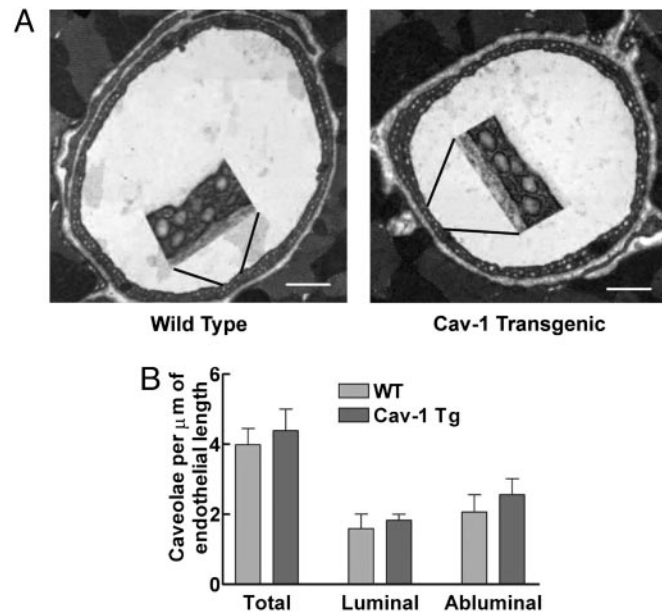 A
Wild Type
Cav-1 Transgenic
B
Caveolae per μm of
endothelial length
6
4
2
0
WT
Cav-1 Tg
Total
Luminal
Abluminal